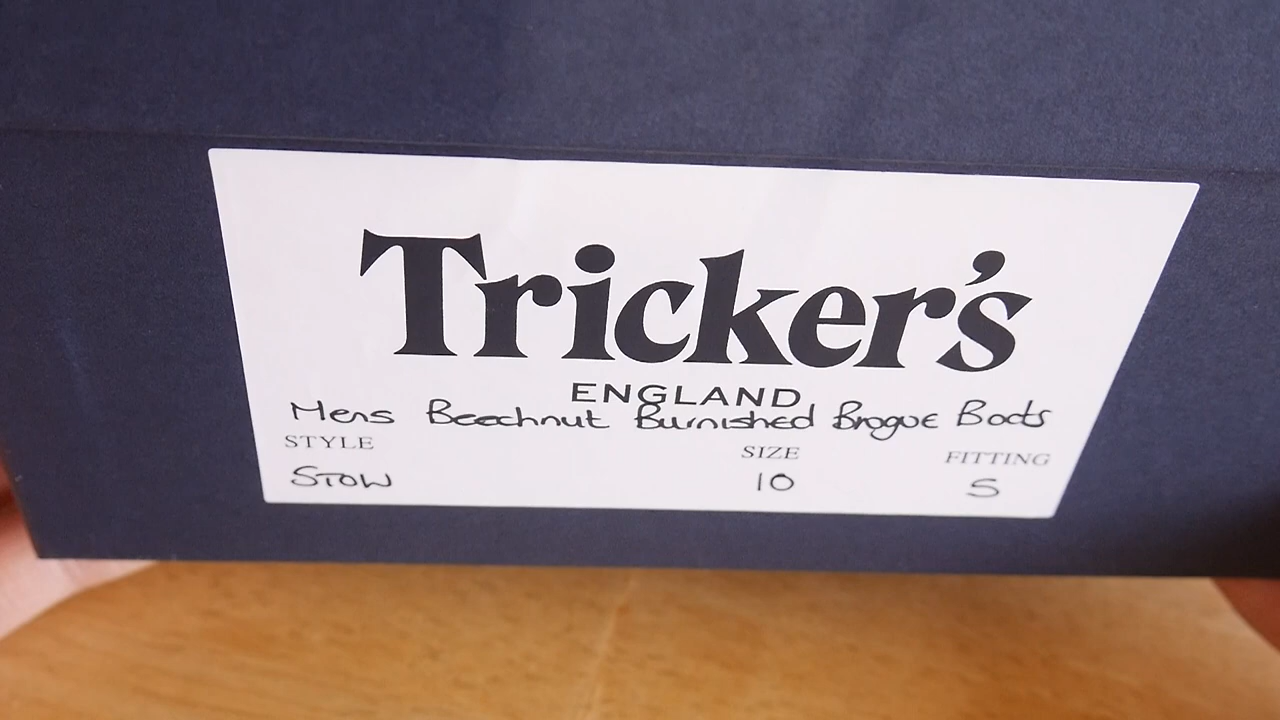 Tricker's
ENGLAND
Mens Beechnut Burnished Brogue Boots
STYLE SIZE FITTING
STOW 10 S